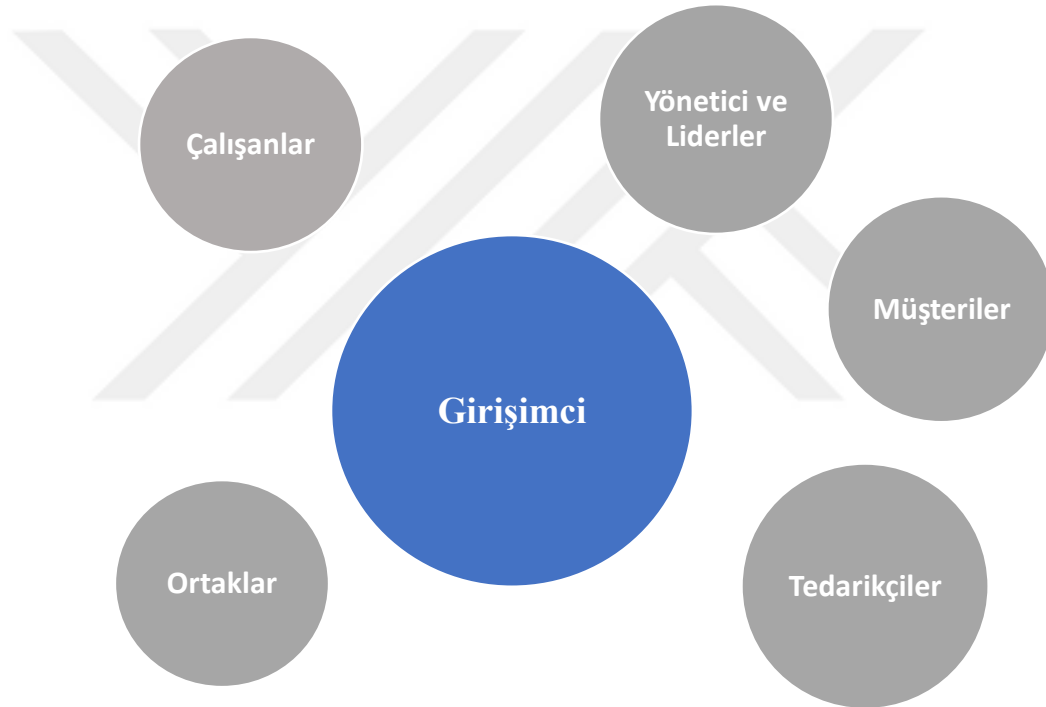 Çalışanlar
Yönetici ve
Liderler
Müşteriler
Girişimci
Ortaklar
Tedarikçiler